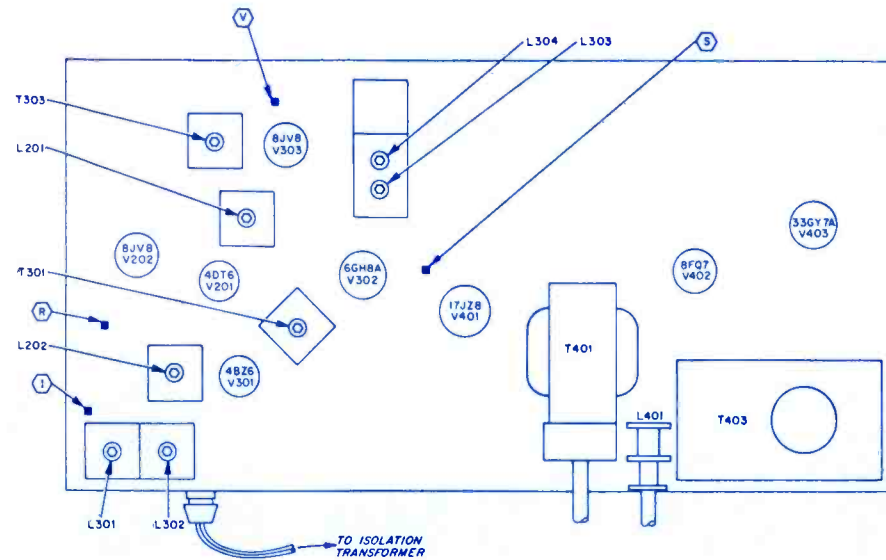 V
L304
L303
S
T303
8JV8
V303
L201
33GY7A
V403
8JV8
V202
4DT6
V201
6GH8A
V302
8FQ7
V402
T301
17JZ8
V401
R
L202
4BZ6
V301
T401
I
L401
T403
L301
L302
TO ISOLATION
TRANSFORMER